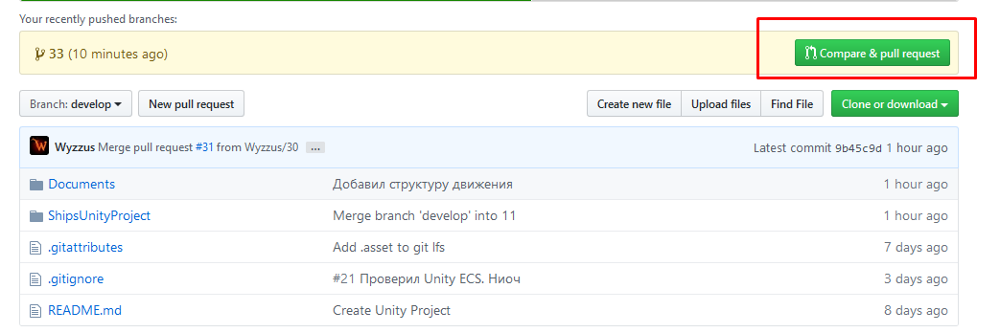 Your recently pushed branches:
33 (10 minutes ago)
Compare & pull request
Branch: develop
New pull request
Create new file
Upload files
Find File
Clone or download
Wyzzus Merge pull request #31 from Wyzzus/30 ...
Latest commit 9b45c9d 1 hour ago
Documents Добавил структуру движения 1 hour ago
ShipsUnityProject Merge branch 'develop' into 11 1 hour ago
.gitattributes Add .asset to git lfs 7 days ago
.gitignore #21 Проверил Unity ECS. Ниоч 3 days ago
README.md Create Unity Project 8 days ago